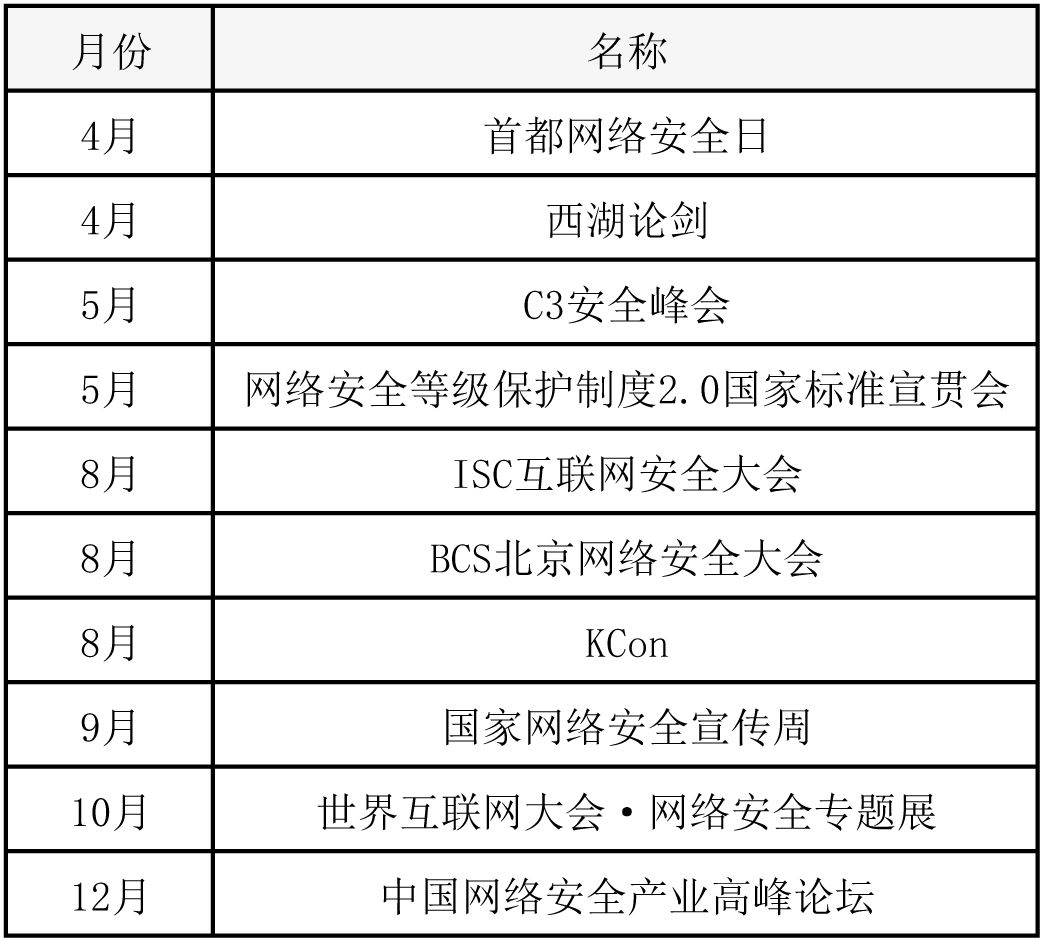 月份 名称
4月 首都网络安全日
4月 西湖论剑
5月 C3安全峰会
5月 网络安全等级保护制度2.0国家标准宣贯会
8月 ISC互联网安全大会
8月 BCS北京网络安全大会
8月 KCon
9月 国家网络安全宣传周
10月 世界互联网大会·网络安全专题展
12月 中国网络安全产业高峰论坛